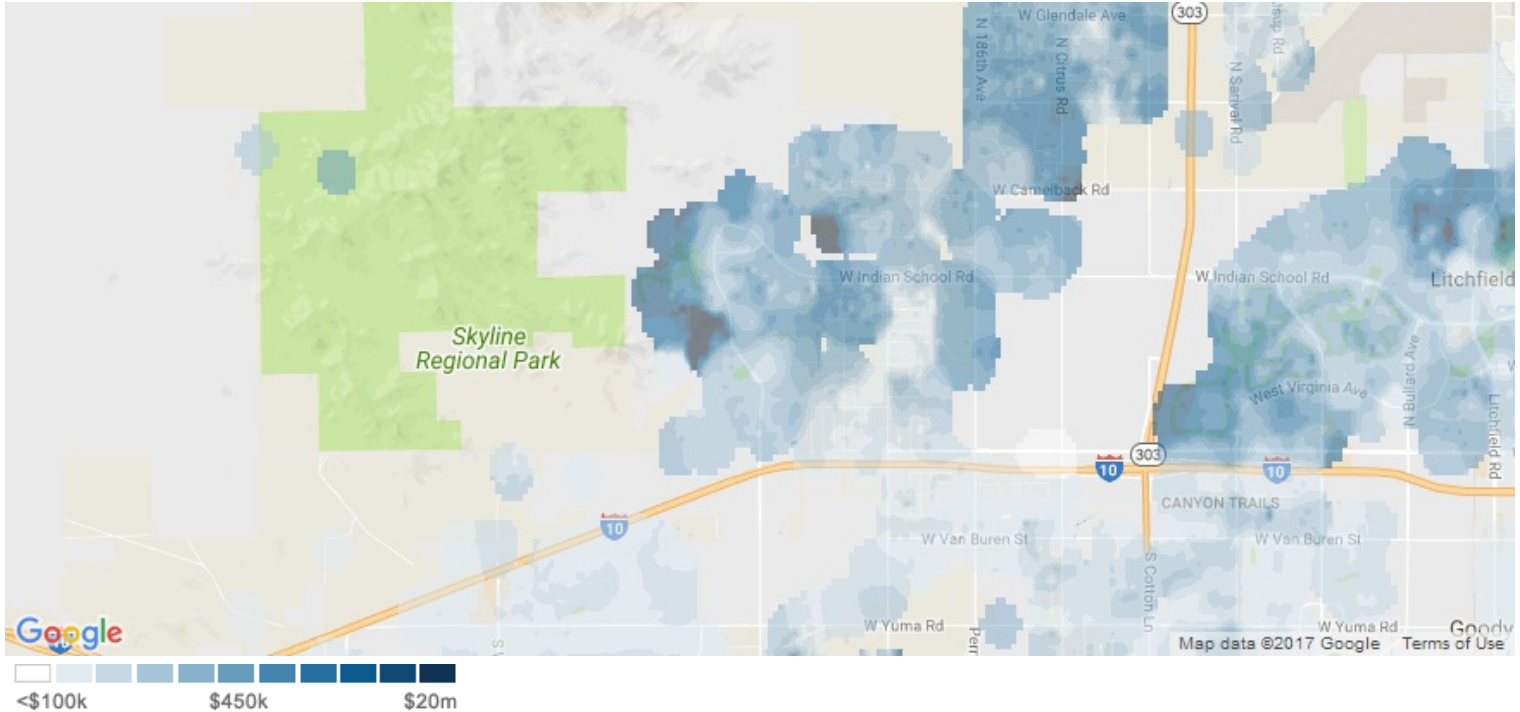 W Glendale Ave
303
N 186th Ave
N Citrus Rd
N Sarival Rd
W Camelback Rd
W Indian School Rd
W Indian School Rd
Litchfield
Skyline
Regional Park
West Virginia Ave
N Bullard Ave
Litchfield Rd
303
10
10
10
CANYON TRAILS
W Van Buren St
W Van Buren St
S Cotton Ln
W Yuma Rd
W Yuma Rd
Goody
Perr
Google
Map data ©2017 Google
Terms of Use
<$100k
$450k
$20m